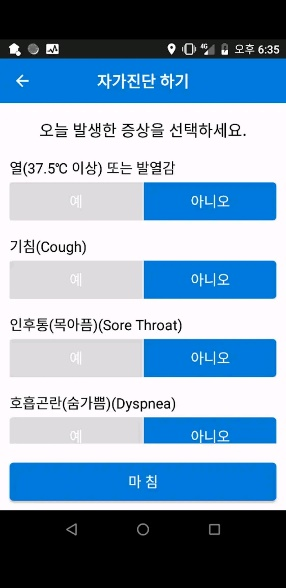 4G 오후 6:35
자가진단 하기
오늘 발생한 증상을 선택하세요.
열(37.5℃ 이상) 또는 발열감
예 아니오
기침(Cough)
예 아니오
인후통(목아픔)(Sore Throat)
예 아니오
호흡곤란(숨가쁨)(Dyspnea)
예 아니오
마 침